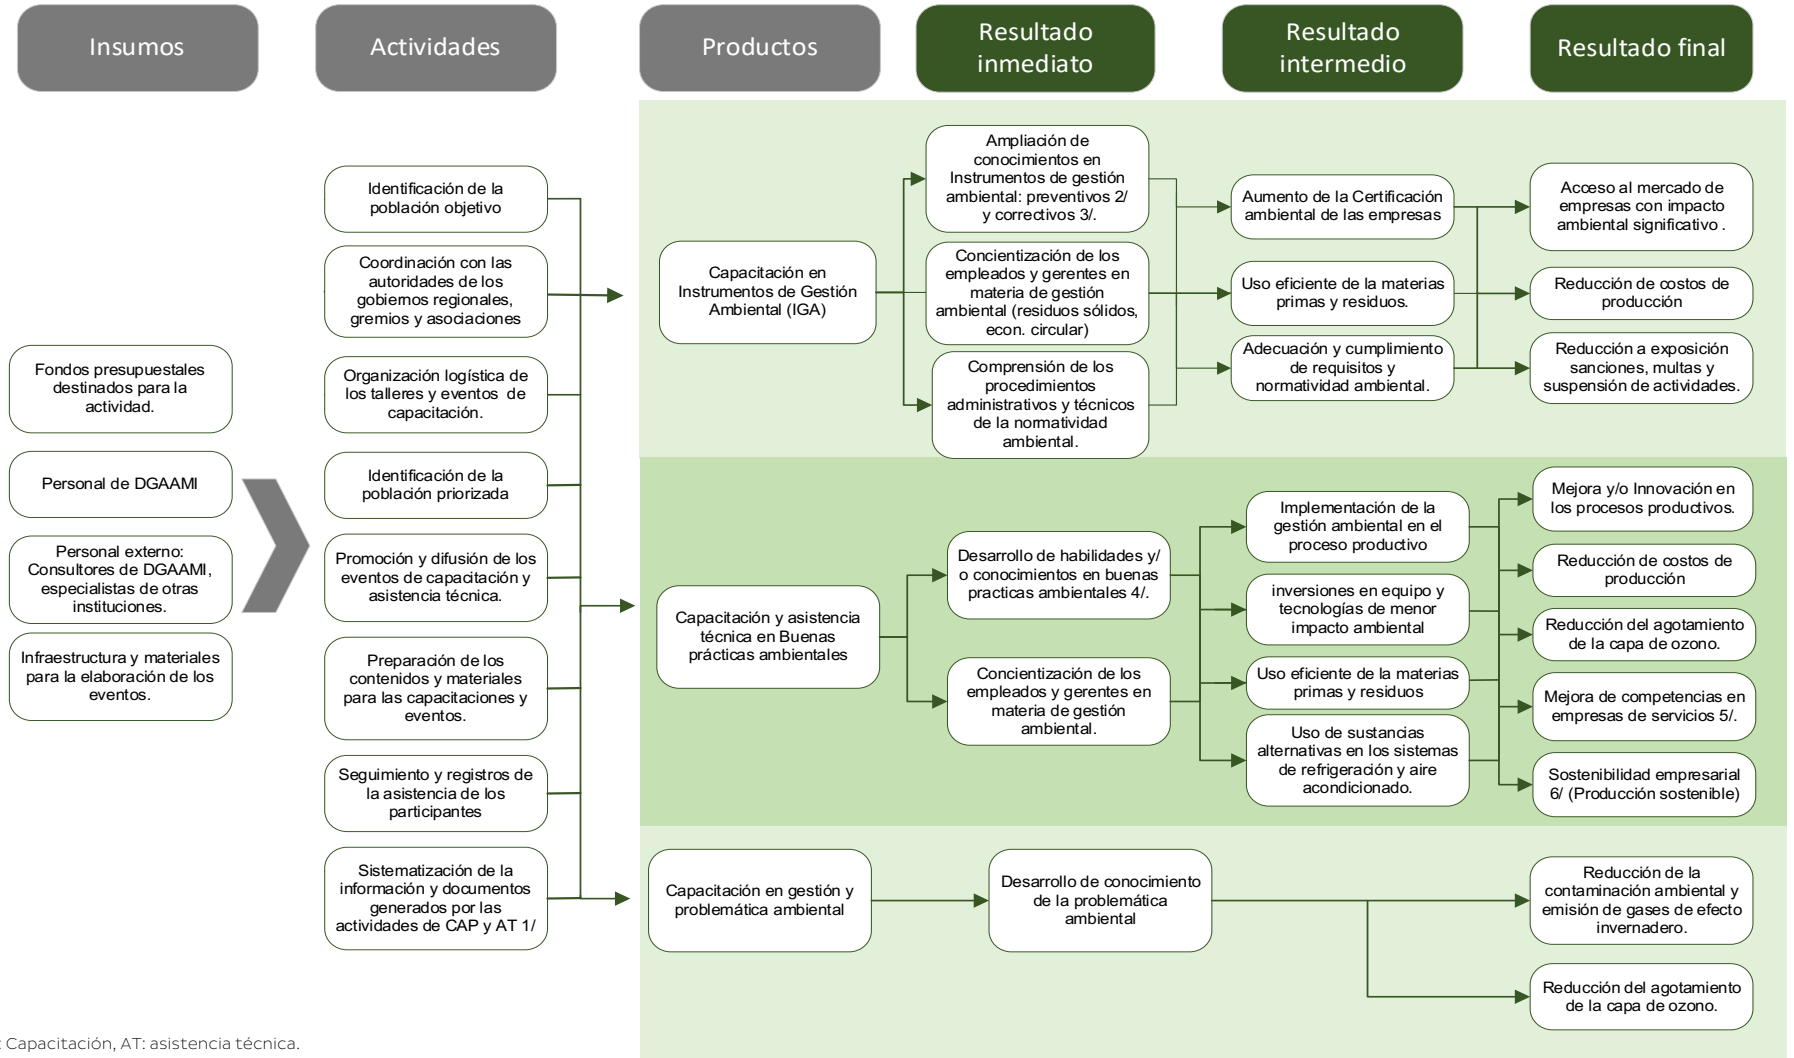 Insumos
Actividades
Productos
Resultado
inmediato
Resultado
intermedio
Resultado final
Fondos presupuestales
destinados para la
actividad.
Personal de DGAAMI
Personal externo:
Consultores de DGAAMI,
especialistas de otras
instituciones.
Infraestructura y materiales
para la elaboración de los
eventos.
Identificación de la
población objetivo
Coordinación con las
autoridades de los
gobiernos regionales,
gremios y asociaciones
Organización logística de
los talleres y eventos de
capacitación.
Identificación de la
población priorizada
Promoción y difusión de los
eventos de capacitación y
asistencia técnica.
Preparación de los
contenidos y materiales
para las capacitaciones y
eventos.
Seguimiento y registros de
la asistencia de los
participantes
Sistematización de la
información y documentos
generados por las
actividades de CAP y AT 1/
Capacitación en
Instrumentos de Gestión
Ambiental (IGA)
Ampliación de
conocimientos en
Instrumentos de gestión
ambiental: preventivos 2/
y correctivos 3/.
Concientización de los
empleados y gerentes en
materia de gestión
ambiental (residuos sólidos,
econ. circular)
Comprensión de los
procedimientos
administrativos y técnicos
de la normatividad
ambiental.
Aumento de la Certificación
ambiental de las empresas
Uso eficiente de la materias
primas y residuos.
Adecuación y cumplimiento
de requisitos y
normatividad ambiental.
Acceso al mercado de
empresas con impacto
ambiental significativo .
Reducción de costos de
producción
Reducción a exposición
sanciones, multas y
suspensión de actividades.
Capacitación y asistencia
técnica en Buenas
prácticas ambientales
Desarrollo de habilidades y/
o conocimientos en buenas
practicas ambientales 4/.
Concientización de los
empleados y gerentes en
materia de gestión
ambiental.
Implementación de la
gestión ambiental en el
proceso productivo
inversiones en equipo y
tecnologías de menor
impacto ambiental
Uso eficiente de la materias
primas y residuos
Uso de sustancias
alternativas en los sistemas
de refrigeración y aire
acondicionado.
Mejora y/o Innovación en
los procesos productivos.
Reducción de costos de
producción
Reducción del agotamiento
de la capa de ozono.
Mejora de competencias en
empresas de servicios 5/.
Sostenibilidad empresarial
6/ (Producción sostenible)
Capacitación en gestión y
problemática ambiental
Desarrollo de conocimiento
de la problemática
ambiental
Reducción de la
contaminación ambiental y
emisión de gases de efecto
invernadero.
Reducción del agotamiento
de la capa de ozono.
: Capacitación, AT: asistencia técnica.